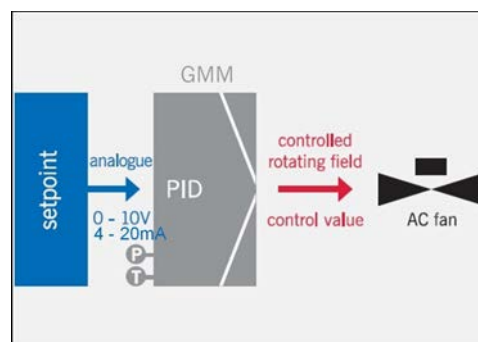 GMM
setpoint
analogue
0 - 10V
4 - 20mA
PID
P
T
controlled
rotating field
control value
AC fan